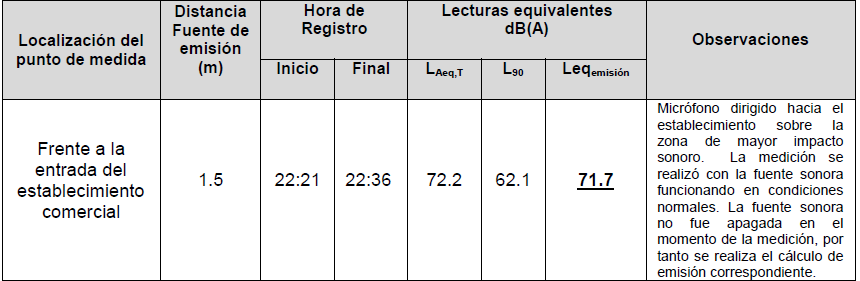 Localización del
punto de medida
Distancia
Fuente de
emisión
(m)
Hora de
Registro
Lecturas equivalentes
dB(A)
Observaciones
Inicio
Final
LAeq,T
L90
Leqemisión
Frente a la
entrada del
establecimiento
comercial
1.5
22:21
22:36
72.2
62.1
71.7
Micrófono dirigido hacia el
establecimiento sobre la
zona de mayor impacto
sonoro. La medición se
realizó con la fuente sonora
funcionando en condiciones
normales. La fuente sonora
no fue apagada en el
momento de la medición, por
tanto se realiza el cálculo de
emisión correspondiente.